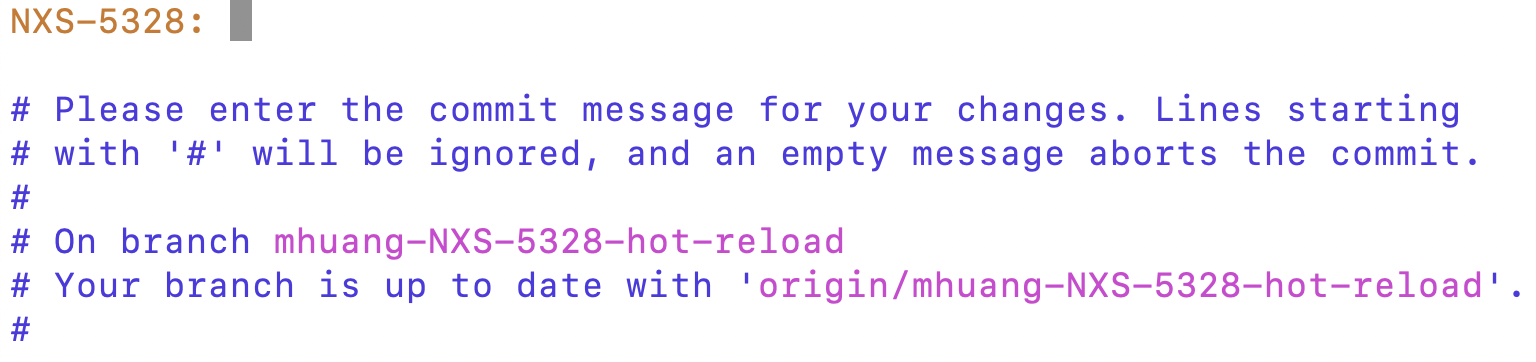 NXS-5328:
# Please enter the commit message for your changes. Lines starting
# with '#' will be ignored, and an empty message aborts the commit.
#
# On branch mhuang-NXS-5328-hot-reload
# Your branch is up to date with 'origin/mhuang-NXS-5328-hot-reload'.
#